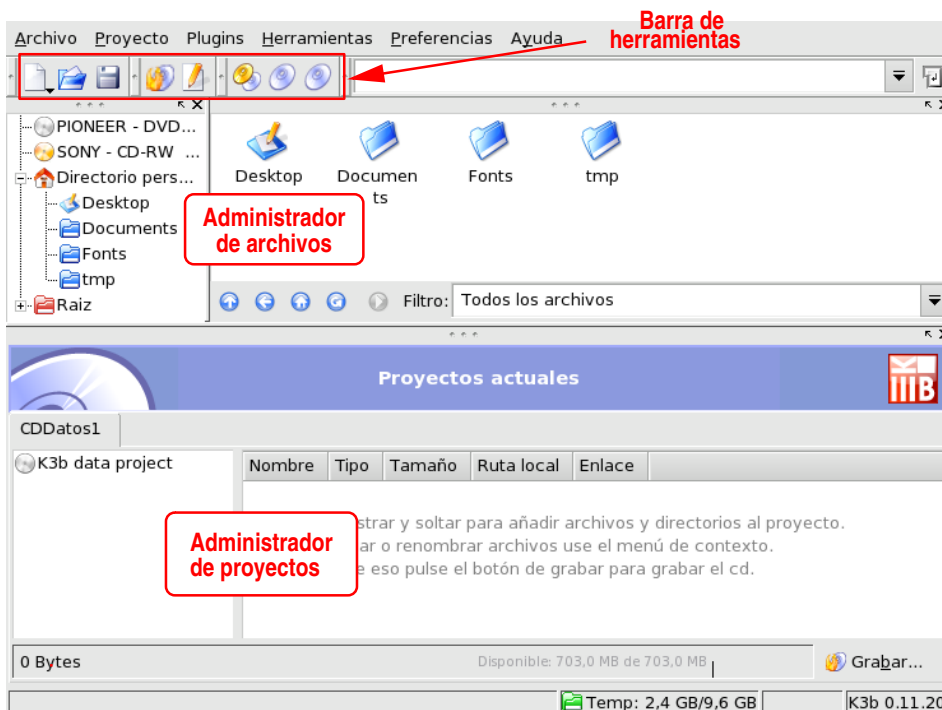 Barra de
herramientas
Archivo Proyecto Plugins Herramientas Preferencias Ayuda
PIONEER - DVD...
SONY - CD-RW ...
Directorio pers...
Desktop
Documents
Fonts
tmp
Raiz
Desktop
Documen
ts
Fonts
tmp
Administrador
de archivos
Filtro: Todos los archivos
Proyectos actuales
K
B
CDDatos1
K3b data project
Nombre Tipo Tamaño Ruta local Enlace
strar y soltar para añadir archivos y directorios al proyecto.
ar o renombrar archivos use el menú de contexto.
e eso pulse el botón de grabar para grabar el cd.
Administrador
de proyectos
0 Bytes
Disponible: 703,0 MB de 703,0 MB
Grabar...
Temp: 2,4 GB/9,6 GB
K3b 0.11.20